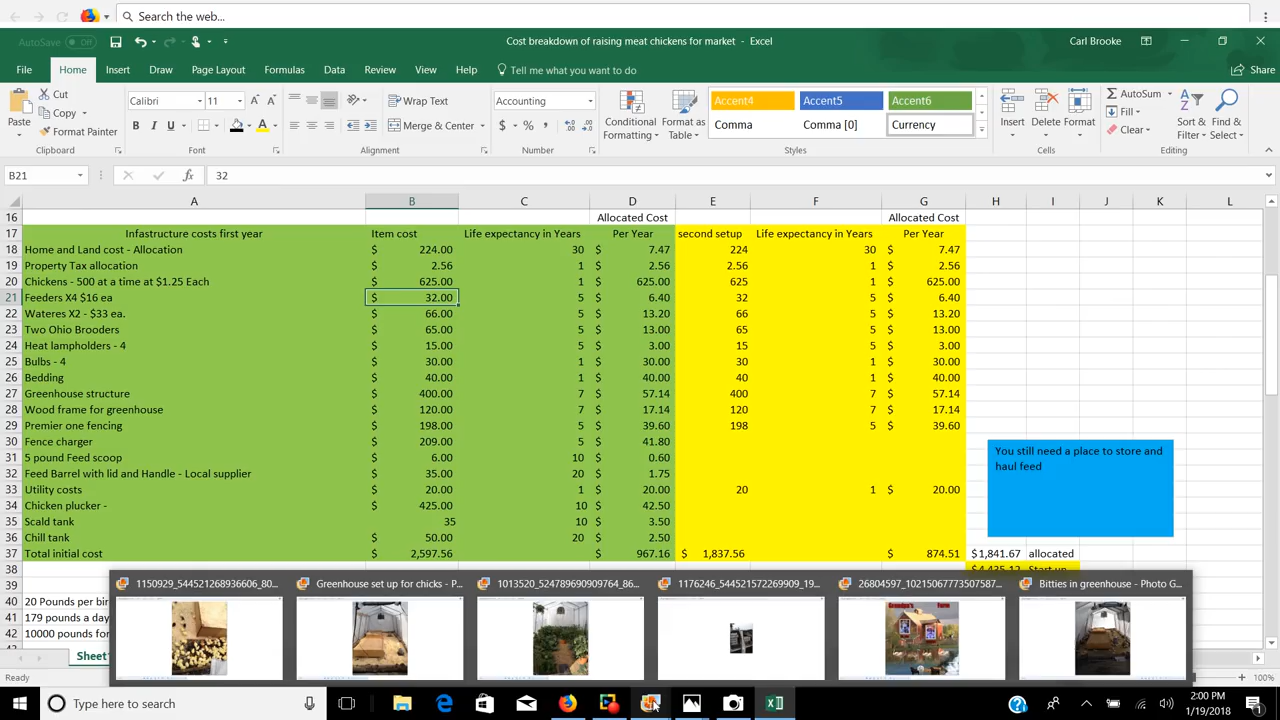 Search the web...
AutoSave Off Cost breakdown of raising meat chickens for market - Excel Carl Brooke
File Home Insert Draw Page Layout Formulas Data Review View Help Tell me what you want to do Share
Paste Cut Copy Format Painter
Calibri 11 B I U
Wrap Text Merge & Center
Accounting $ % ,
Conditional Formatting Format as Table
Accent4 Accent5 Accent6
Comma Comma [0] Currency
Insert Delete Format
AutoSum Fill Clear Sort & Filter Find & Select
Clipboard Font Alignment Number Styles Cells Editing
B21 fx 32
A B C D E F G H I J K L
16 Allocated Cost Allocated Cost
17 Infastructure costs first year Item cost Life expectancy in Years Per Year second setup Life expectancy in Years Per Year
18 Home and Land cost - Allocation $ 224.00 30 $ 7.47 224 30 $ 7.47
19 Property Tax allocation $ 2.56 1 $ 2.56 2.56 1 $ 2.56
20 Chickens - 500 at a time at $1.25 Each $ 625.00 1 $ 625.00 625 1 $ 625.00
21 Feeders X4 $16 ea $ 32.00 5 $ 6.40 32 5 $ 6.40
22 Wateres X2 - $33 ea. $ 66.00 5 $ 13.20 66 5 $ 13.20
23 Two Ohio Brooders $ 65.00 5 $ 13.00 65 5 $ 13.00
24 Heat lampholders - 4 $ 15.00 5 $ 3.00 15 5 $ 3.00
25 Bulbs - 4 $ 30.00 1 $ 30.00 30 1 $ 30.00
26 Bedding $ 40.00 1 $ 40.00 40 1 $ 40.00
27 Greenhouse structure $ 400.00 7 $ 57.14 400 7 $ 57.14
28 Wood frame for greenhouse $ 120.00 7 $ 17.14 120 7 $ 17.14
29 Premier one fencing $ 198.00 5 $ 39.60 198 5 $ 39.60
30 Fence charger $ 209.00 5 $ 41.80
31 5 pound Feed scoop $ 6.00 10 $ 0.60
32 Feed Barrel with lid and Handle - Local supplier $ 35.00 20 $ 1.75
33 Utility costs $ 20.00 1 $ 20.00 20 1 $ 20.00
34 Chicken plucker - $ 425.00 10 $ 42.50
35 Scald tank 35 10 $ 3.50
36 Chill tank $ 50.00 20 $ 2.50
37 Total initial cost $ 2,597.56 $ 967.16 $ 1,837.56 $ 874.51 $1,841.67 allocated
You still need a place to store and
haul feed
38 $4,435.12 Start up
39
40 20 Pounds per bir
41 179 pounds a day
42 10000 pounds for
1150929_544521268936606_80... Greenhouse set up for chicks - P... 1013520_524789690909764_86... 1176246_544521572269909_19... 26804597_10215067773507587... Bitties in greenhouse - Photo G...
Grandpa's Farm
Sheet
Ready 100%
Type here to search 2:00 PM
1/19/2018